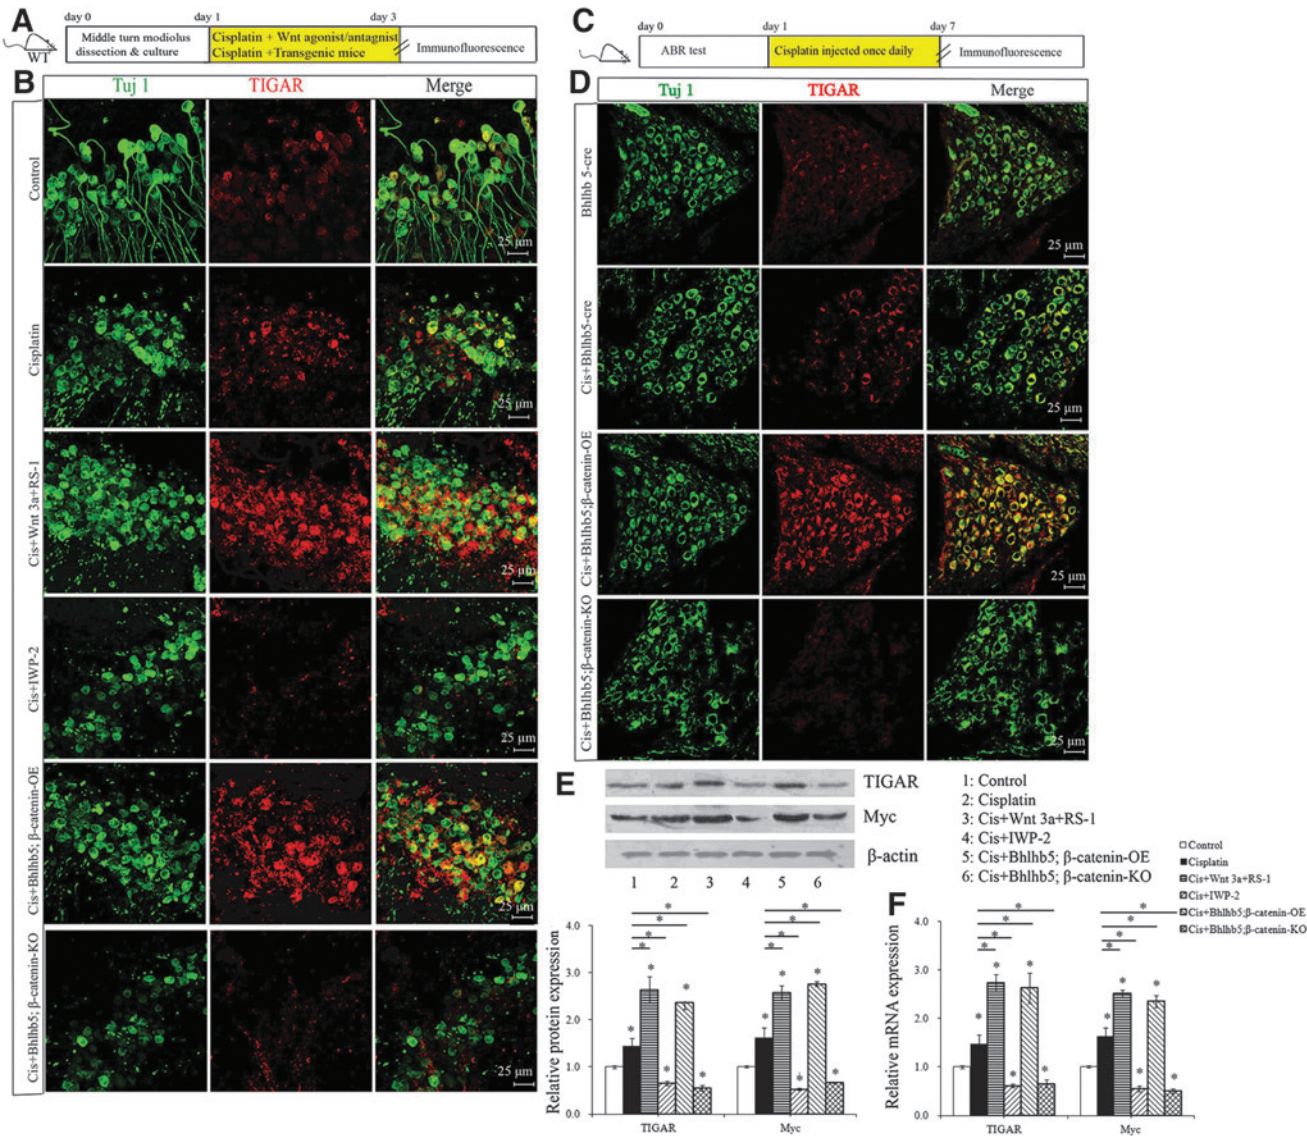 A
day 0
day 1
day 3
Middle turn modiolus
dissection & culture
Cisplatin + Wnt agonist/antagnist
Cisplatin +Transgenic mice
Immunofluorescence
WT
B
Tuj 1
TIGAR
Merge
Control
25 μm
Cisplatin
25 μm
Cis+Wnt 3a+RS-1
25 μm
Cis+IWP-2
25 μm
Cis+Bhlhb5; β-catenin-OE
25 μm
Cis+Bhlhb5; β-catenin-KO
25 μm
C
day 0
day 1
day 7
ABR test
Cisplatin injected once daily
Immunofluorescence
D
Tuj 1
TIGAR
Merge
Bhlhb 5-cre
25 μm
Cis+Bhlhb5-cre
25 μm
Cis+Bhlhb5;β-catenin-OE
25 μm
Cis+Bhlhb5;β-catenin-KO
25 μm
E
TIGAR
Myc
β-actin
1 2 3 4 5 6
1: Control
2: Cisplatin
3: Cis+Wnt 3a+RS-1
4: Cis+IWP-2
5: Cis+Bhlhb5; β-catenin-OE
6: Cis+Bhlhb5; β-catenin-KO
Relative protein expression
4.0
3.0
2.0
1.0
0.0
* * * * * * * * *
* * * * * * * * *
TIGAR
Myc
F
Relative mRNA expression
4.0
3.0
2.0
1.0
0.0
* * * * * * * * *
* * * * * * * * *
TIGAR
Myc
Control
Cisplatin
Cis+Wnt 3a+RS-1
Cis+IWP-2
Cis+Bhlhb5;β-catenin-OE
Cis+Bhlhb5;β-catenin-KO